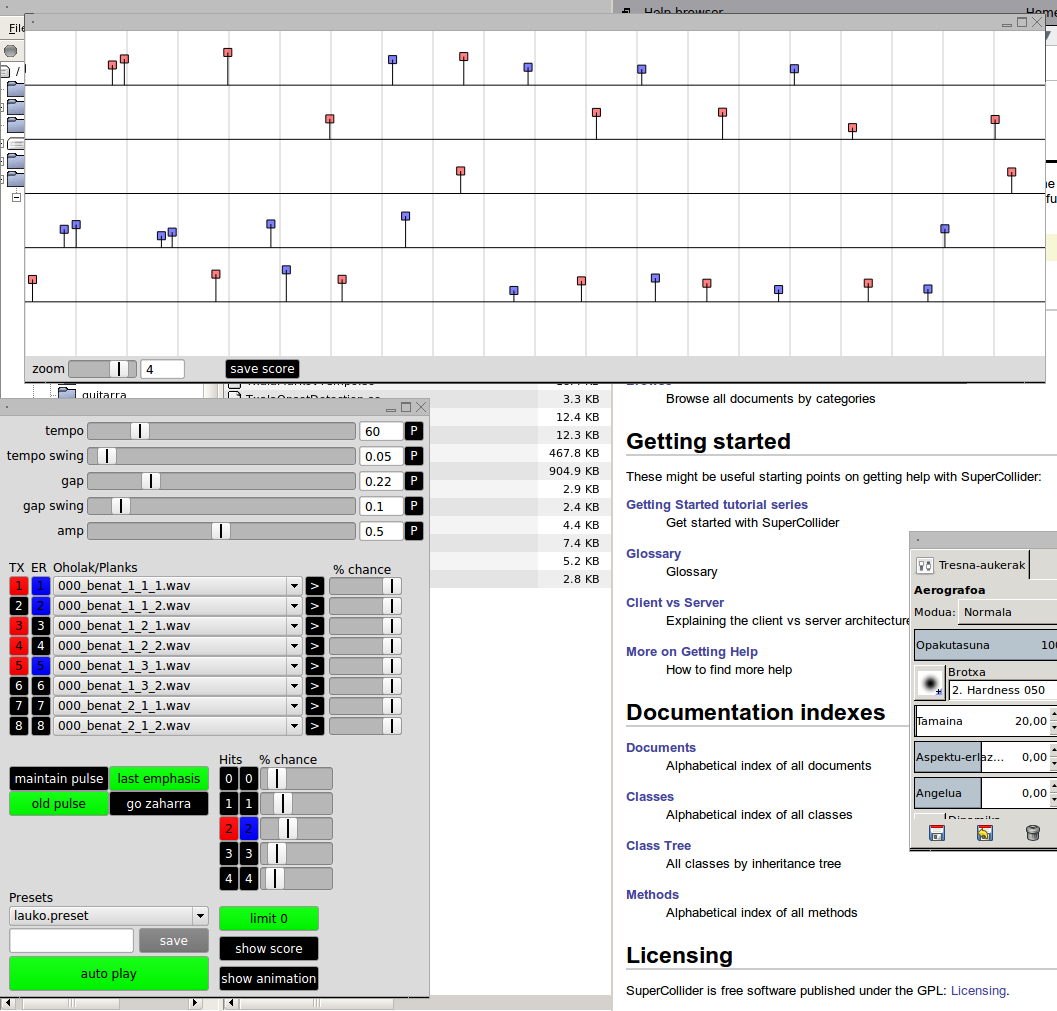 Help browser
Home
File
/
zoom
4
save score
guitarra
3.3 KB
12.4 KB
12.3 KB
467.8 KB
904.9 KB
2.9 KB
2.4 KB
4.4 KB
7.4 KB
5.2 KB
2.8 KB
tempo 60 P
tempo swing 0.05 P
gap 0.22 P
gap swing 0.1 P
amp 0.5 P
TX ER Oholak/Planks % chance
1 1 000_benat_1_1_1.wav >
2 2 000_benat_1_1_2.wav >
3 3 000_benat_1_2_1.wav >
4 4 000_benat_1_2_2.wav >
5 5 000_benat_1_3_1.wav >
6 6 000_benat_1_3_2.wav >
7 7 000_benat_2_1_1.wav >
8 8 000_benat_2_1_2.wav >
Hits % chance
maintain pulse last emphasis
old pulse go zaharra
0 0
1 1
2 2
3 3
4 4
Presets
lauko.preset
save
auto play
limit 0
show score
show animation
Browse all documents by categories
Getting started
These might be useful starting points on getting help with SuperCollider:
Getting Started tutorial series
Get started with SuperCollider
Glossary
Glossary
Client vs Server
Explaining the client vs server architecture
More on Getting Help
How to find more help
Documentation indexes
Documents
Alphabetical index of all documents
Classes
Alphabetical index of all classes
Class Tree
All classes by inheritance tree
Methods
Alphabetical index of all methods
Licensing
SuperCollider is free software published under the GPL: Licensing.
Tresna-aukerak
Aerografoa
Modua: Normala
Opakutasuna 100
Brotxa
2. Hardness 050
Tamaina 20,00
Aspektu-erlaz... 0,00
Angelua 0,00